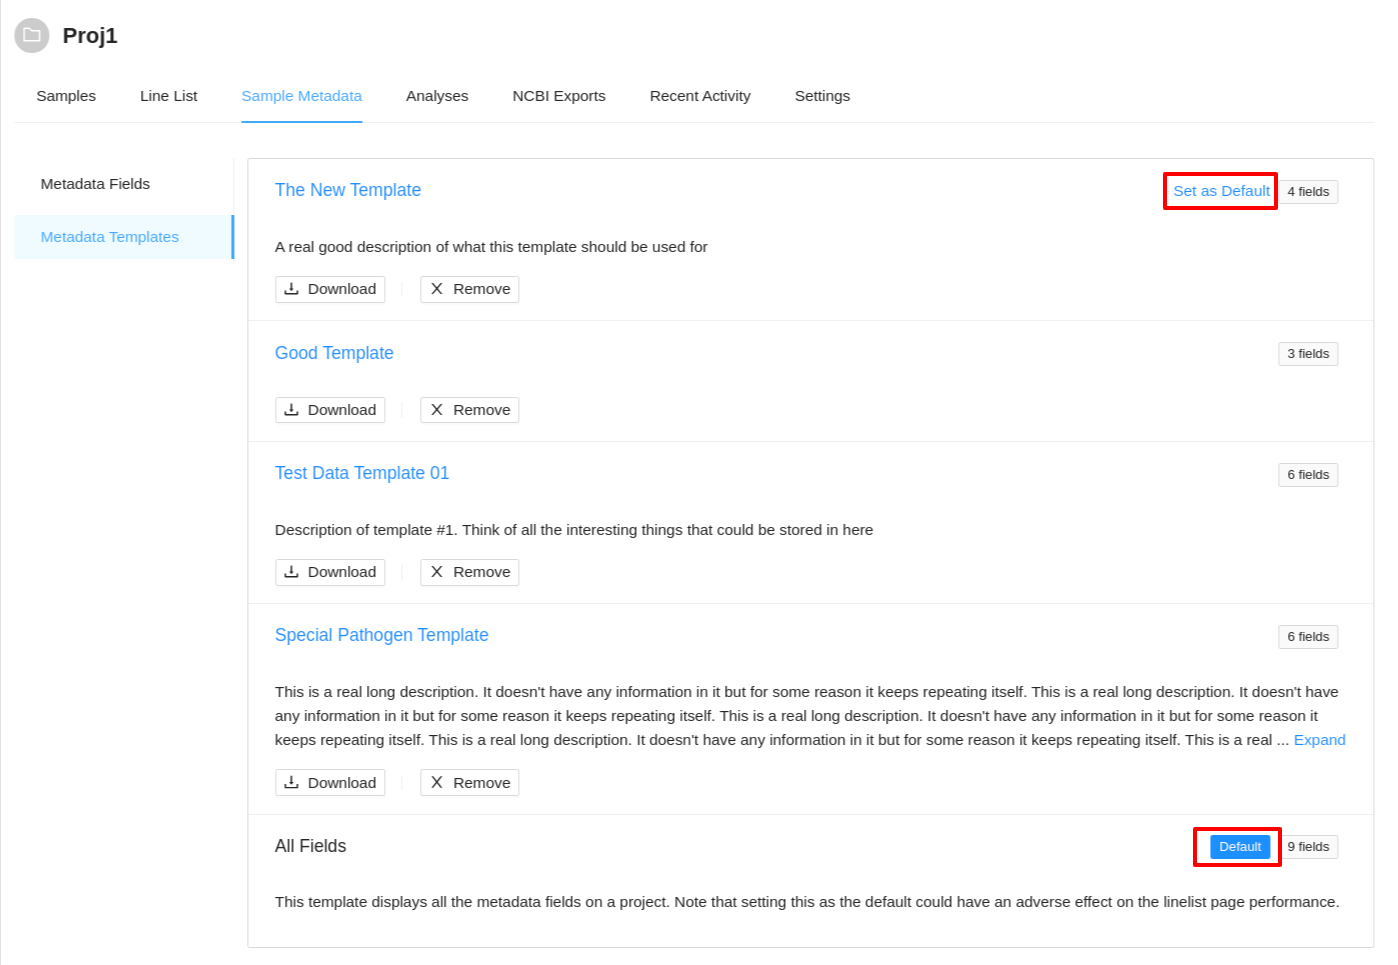 Proj1
Samples Line List Sample Metadata Analyses NCBI Exports Recent Activity Settings
Metadata Fields
Metadata Templates
The New Template Set as Default 4 fields
A real good description of what this template should be used for
Download Remove
Good Template 3 fields
Download Remove
Test Data Template 01 6 fields
Description of template #1. Think of all the interesting things that could be stored in here
Download Remove
Special Pathogen Template 6 fields
This is a real long description. It doesn't have any information in it but for some reason it keeps repeating itself. This is a real long description. It doesn't have
any information in it but for some reason it keeps repeating itself. This is a real long description. It doesn't have any information in it but for some reason it
keeps repeating itself. This is a real long description. It doesn't have any information in it but for some reason it keeps repeating itself. This is a real ... Expand
Download Remove
All Fields Default 9 fields
This template displays all the metadata fields on a project. Note that setting this as the default could have an adverse effect on the linelist page performance.